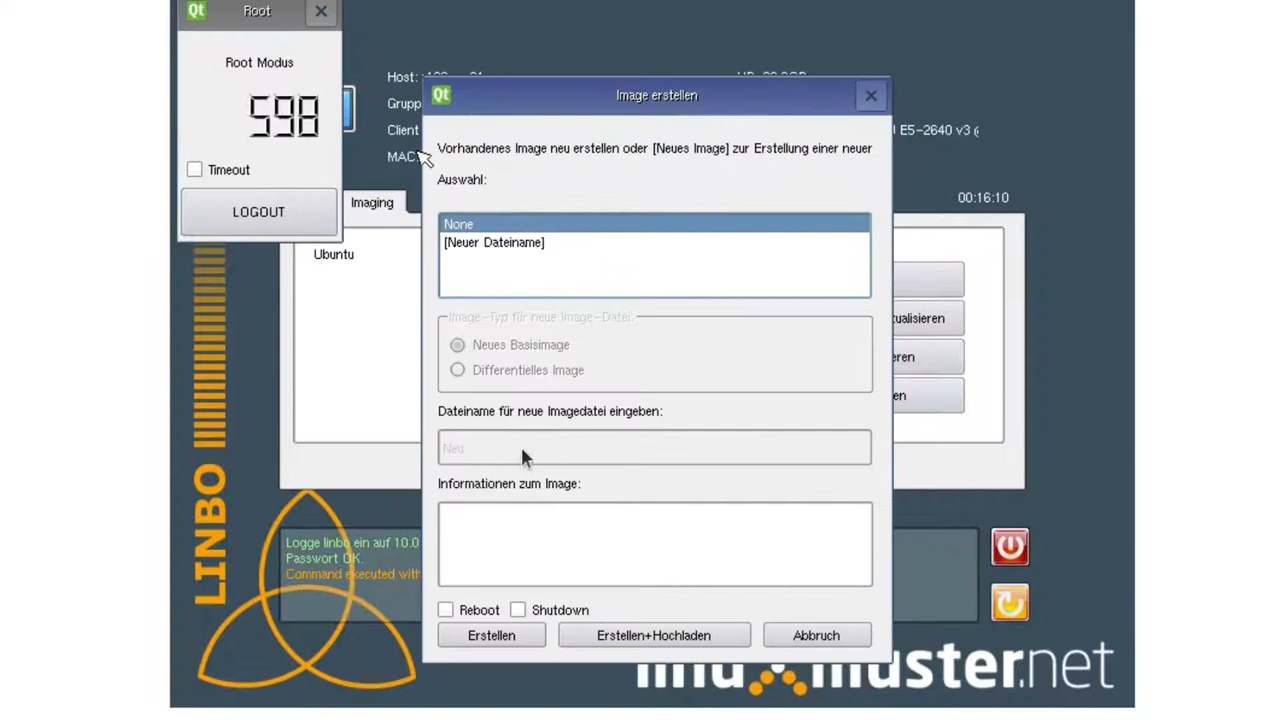 Qt Root
Root Modus
598
Timeout
LOGOUT
Host:
Grupp
Client
MAC:
E5-2640 v3 (
00:16:10
Imaging
Ubuntu
Qt Image erstellen
Vorhandenes Image neu erstellen oder [Neues Image] zur Erstellung einer neuer
Auswahl:
None
[Neuer Dateiname]
Image-Typ für neue Image-Datei:
Neues Basisimage
Differentielles Image
Dateiname für neue Imagedatei eingeben:
Neu
Informationen zum Image:
Reboot Shutdown
Erstellen Erstellen+Hochladen Abbruch
ualisieren
eren
en
Logge linbo ein auf 10.0
Passwort OK.
Command executed with
LINBO
muster.net